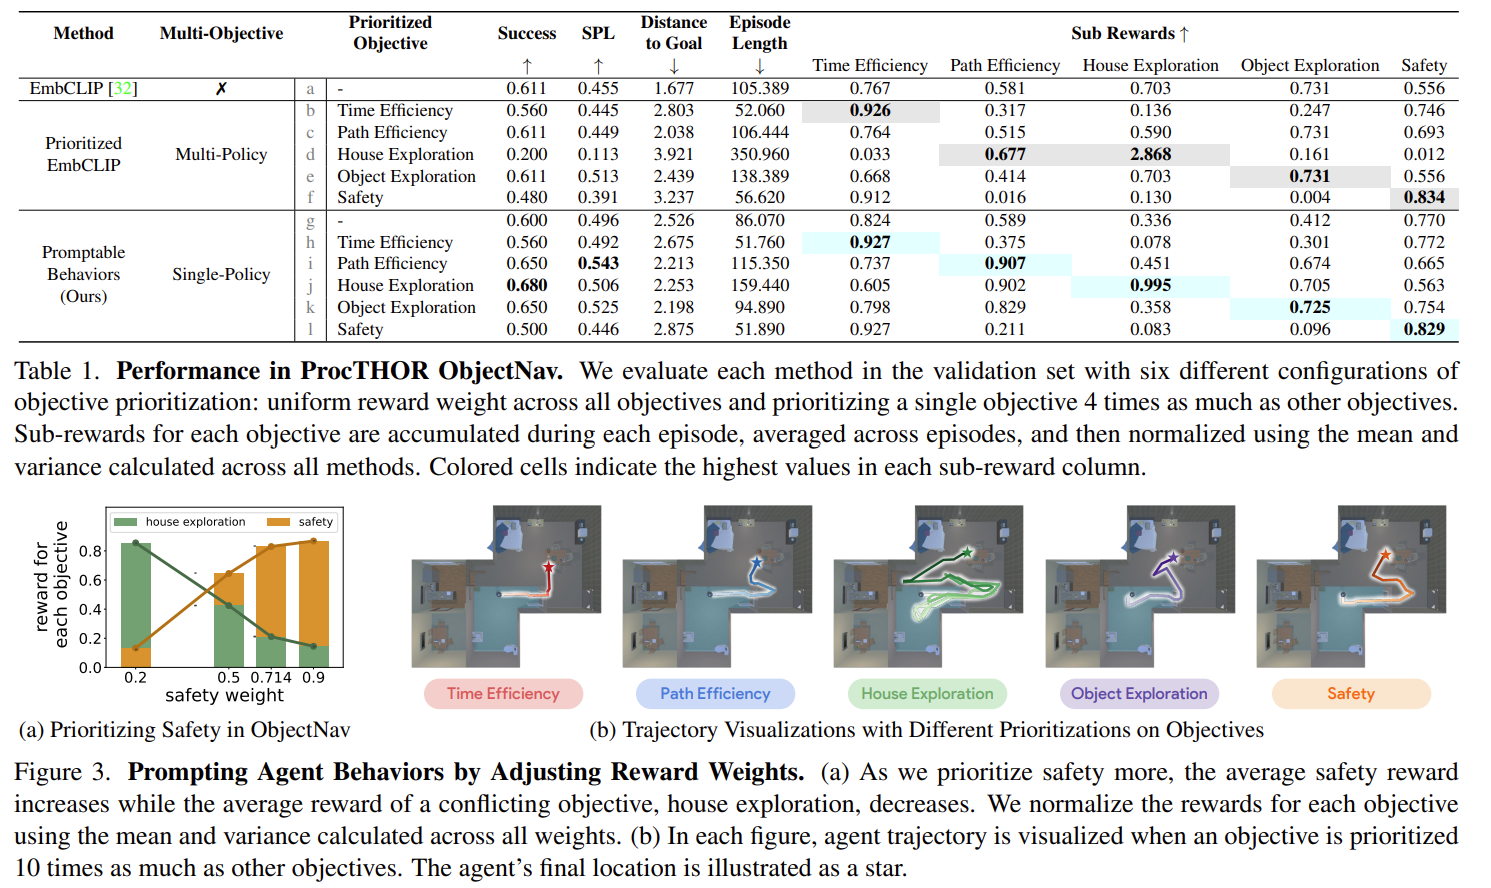 Method Multi-Objective Prioritized Objective Success SPL Distance to Goal Episode Length Sub Rewards ↑
↑ ↑ ↓ ↓ Time Efficiency Path Efficiency House Exploration Object Exploration Safety
EmbCLIP [32] ✗ a - 0.611 0.455 1.677 105.389 0.767 0.581 0.703 0.731 0.556
Prioritized EmbCLIP Multi-Policy
b Time Efficiency 0.560 0.445 2.803 52.060 0.926 0.317 0.136 0.247 0.746
c Path Efficiency 0.611 0.449 2.038 106.444 0.764 0.515 0.590 0.731 0.693
d House Exploration 0.200 0.113 3.921 350.960 0.033 0.677 2.868 0.161 0.012
e Object Exploration 0.611 0.513 2.439 138.389 0.668 0.414 0.703 0.731 0.556
f Safety 0.480 0.391 3.237 56.620 0.912 0.016 0.130 0.004 0.834
Promptable Behaviors (Ours) Single-Policy
g - 0.600 0.496 2.526 86.070 0.824 0.589 0.336 0.412 0.770
h Time Efficiency 0.560 0.492 2.675 51.760 0.927 0.375 0.078 0.301 0.772
i Path Efficiency 0.650 0.543 2.213 115.350 0.737 0.907 0.451 0.674 0.665
j House Exploration 0.680 0.506 2.253 159.440 0.605 0.902 0.995 0.705 0.563
k Object Exploration 0.650 0.525 2.198 94.890 0.798 0.829 0.358 0.725 0.754
l Safety 0.500 0.446 2.875 51.890 0.927 0.211 0.083 0.096 0.829
Table 1. Performance in ProcTHOR ObjectNav. We evaluate each method in the validation set with six different configurations of
objective prioritization: uniform reward weight across all objectives and prioritizing a single objective 4 times as much as other objectives.
Sub-rewards for each objective are accumulated during each episode, averaged across episodes, and then normalized using the mean and
variance calculated across all methods. Colored cells indicate the highest values in each sub-reward column.
house exploration safety
reward for
each objective
0.8
0.6
0.4
0.2
0.0
0.2 0.5 0.714 0.9
safety weight
Time Efficiency Path Efficiency House Exploration Object Exploration Safety
(a) Prioritizing Safety in ObjectNav
(b) Trajectory Visualizations with Different Prioritizations on Objectives
Figure 3. Prompting Agent Behaviors by Adjusting Reward Weights. (a) As we prioritize safety more, the average safety reward
increases while the average reward of a conflicting objective, house exploration, decreases. We normalize the rewards for each objective
using the mean and variance calculated across all weights. (b) In each figure, agent trajectory is visualized when an objective is prioritized
10 times as much as other objectives. The agent's final location is illustrated as a star.